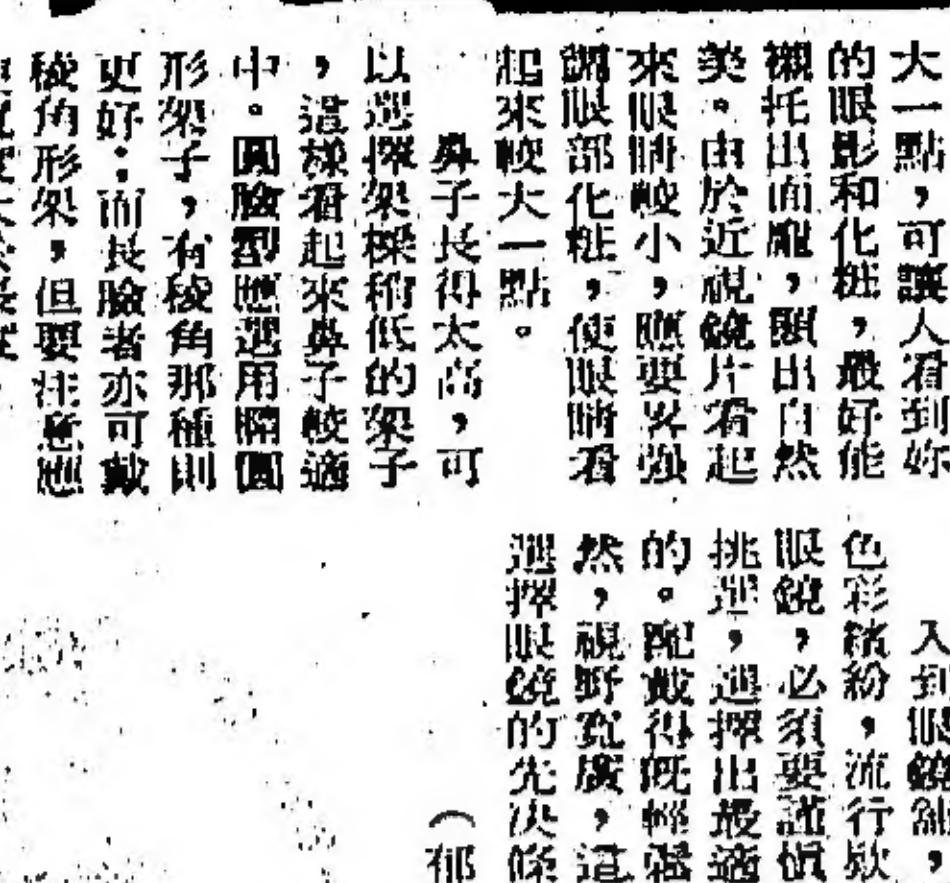 大一點，可讓人看到妳
的眼影和化粧，最好能
襯托出面龐，顯出自然
美。由於近視鏡片看起
來眼睛較小，應要畧強
調眼部化粧，使眼睛看
起來較大一點。
鼻子長得太高，可
以選擇架樑稍低的架子
，這樣看起來鼻子較適
中。圓臉型應選用橢圓
形架子，有稜角那種則
更好；而長臉者亦可戴
稜角形架，但要注意應
入到眼鏡舖，
色彩繽紛，流行欵
眼鏡，必須要謹慎
挑選，選擇出最適
的。配戴得既輕
然，視野寬廣，這
選擇眼鏡的先决條
（郁